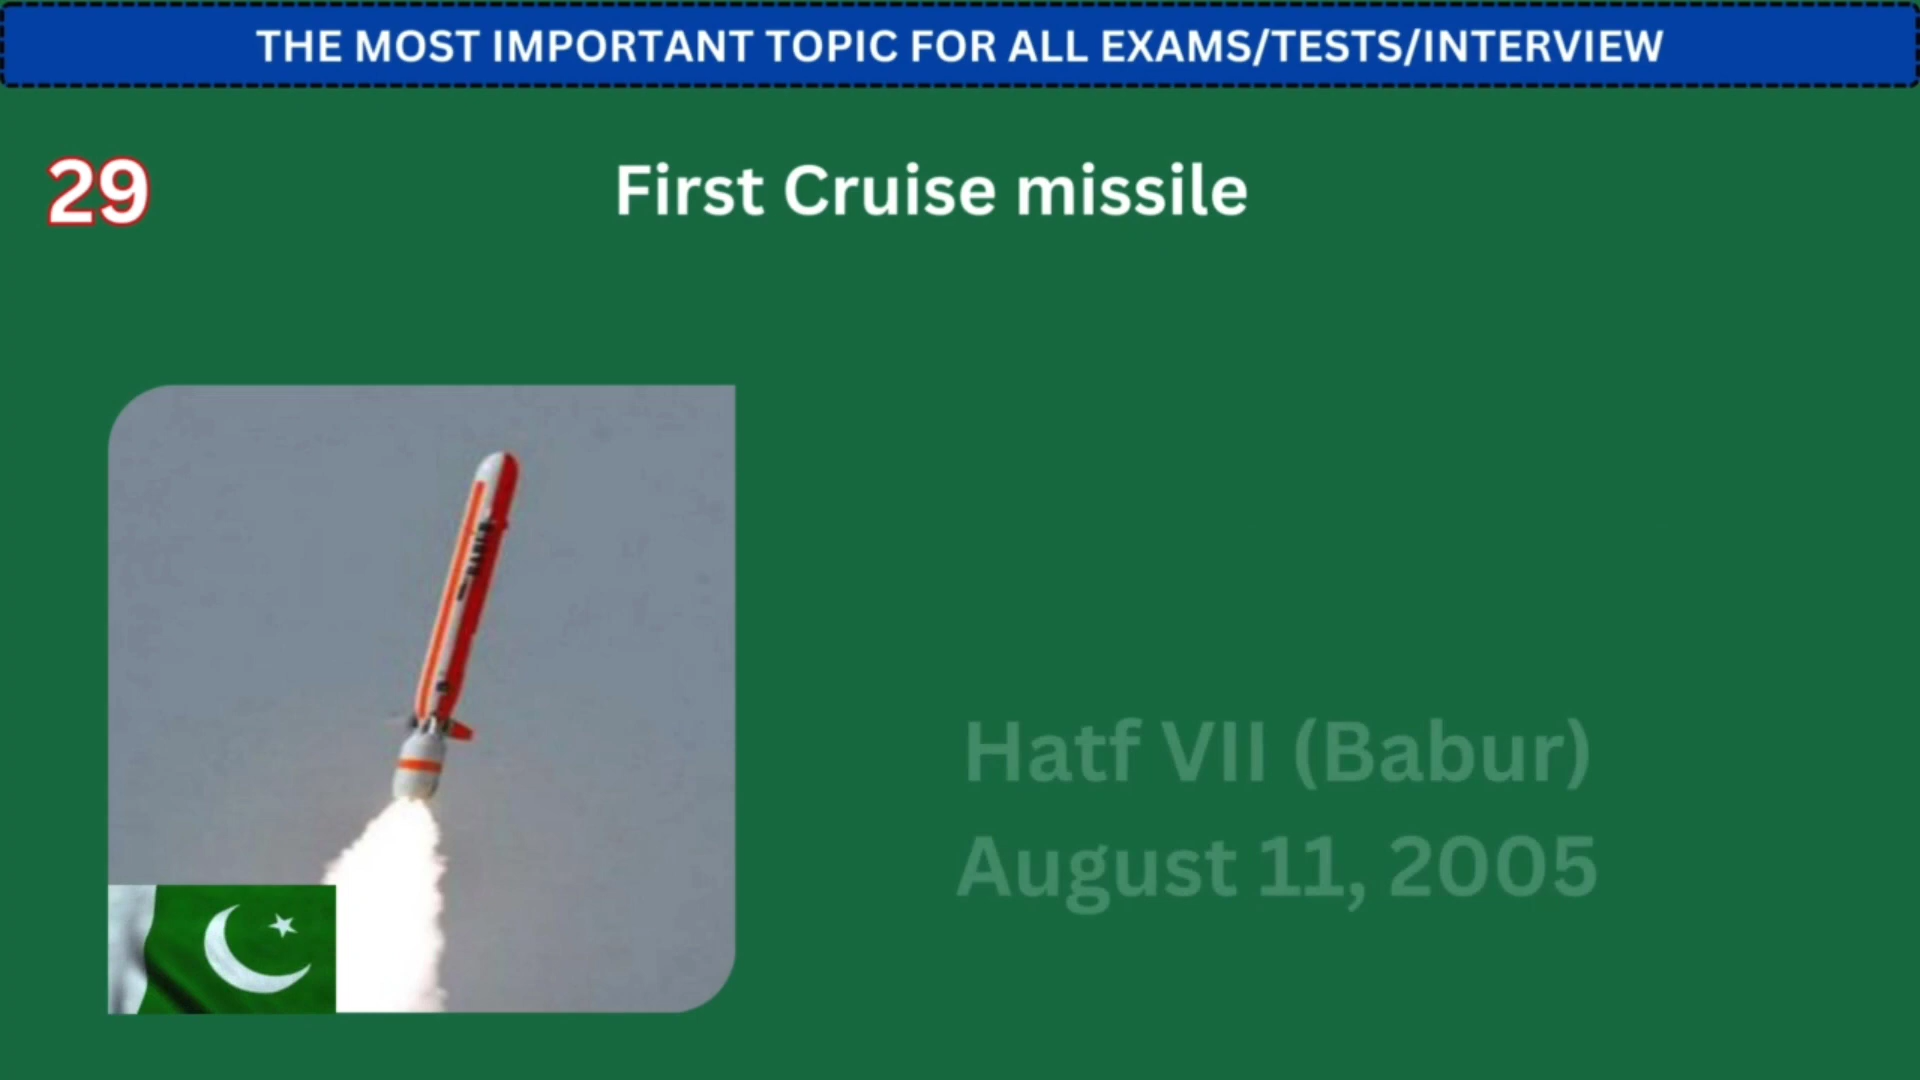 THE MOST IMPORTANT TOPIC FOR ALL EXAMS/TESTS/INTERVIEW
29
First Cruise missile
BABUR
Hatf VII (Babur)
August 11, 2005